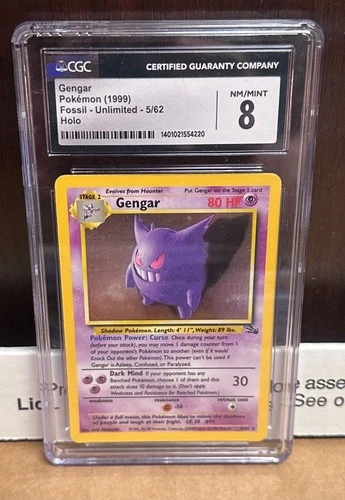 CGC CERTIFIED GUARANTY COMPANY
Gengar
Pokémon (1999)
Fossil - Unlimited - 5/62
Holo
NM/MINT
8
1401021554220
Evolves from Haunter Put Gengar on the Stage 1 card
STAGE 2
Gengar 80 HP
Shadow Pokémon. Length: 4' 11", Weight: 89 lbs.
Pokémon Power: Curse Once during your turn
(before your attack), you may move 1 damage counter from 1
of your opponent's Pokémon to another (even if it would
Knock Out the other Pokémon). This power can't be used if
Gengar is Asleep, Confused, or Paralyzed.
Dark Mind If your opponent has any
Benched Pokémon, choose 1 of them and this
attack does 10 damage to it. (Don't apply
Weakness and Resistance for Benched Pokémon.)
30
weakness resistance retreat cost
-30
Under a full moon, this Pokémon likes to mimic the shadows
of people and laugh at their fright.
5/62
Lic
asse
See o